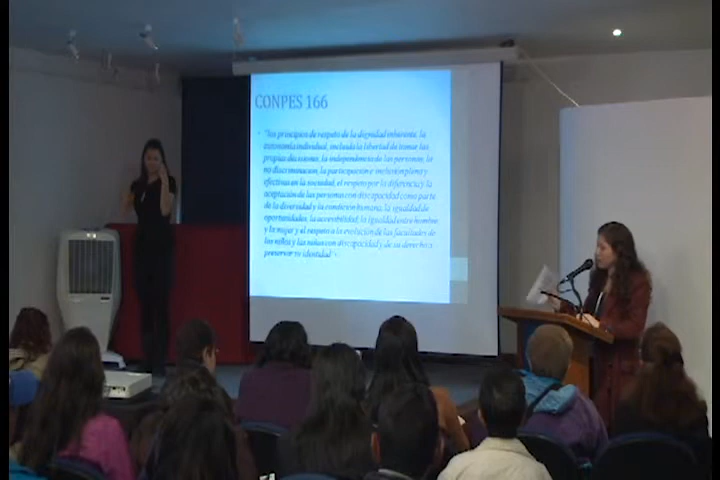 CONPES 166
"los principios de respeto de la dignidad inherente, la
autonomía individual, incluida la libertad de tomar las
propias decisiones, la independencia de las personas, la
no discriminación, la participación e inclusión plena y
efectivas en la sociedad, el respeto por la diferencia y la
aceptación de las personas con discapacidad como parte
de la diversidad y la condición humana, la igualdad de
oportunidades, la accesibilidad, la igualdad entre hombre
y la mujer y el respeto a la evolución de las facultades de
los niños y las niñas con discapacidad y de su derecho a
preservar su identidad".